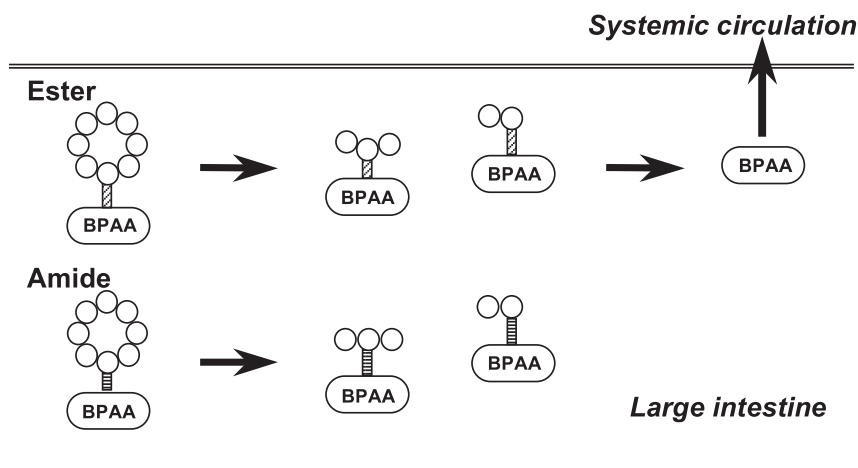 Systemic circulation
Ester
BPAA
BPAA
BPAA
BPAA
Amide
BPAA
BPAA
BPAA
Large intestine